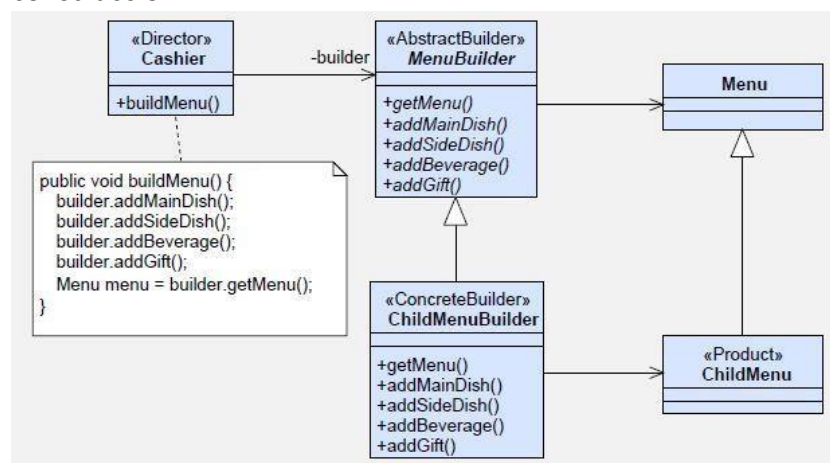 «Director»
Cashier
+buildMenu()
-builder
«AbstractBuilder»
MenuBuilder
+getMenu()
+addMainDish()
+addSideDish()
+addBeverage()
+addGift()
Menu
public void buildMenu() {
builder.addMainDish();
builder.addSideDish();
builder.addBeverage();
builder.addGift();
Menu menu = builder.getMenu();
}
«ConcreteBuilder»
ChildMenuBuilder
+getMenu()
+addMainDish()
+addSideDish()
+addBeverage()
+addGift()
«Product»
ChildMenu